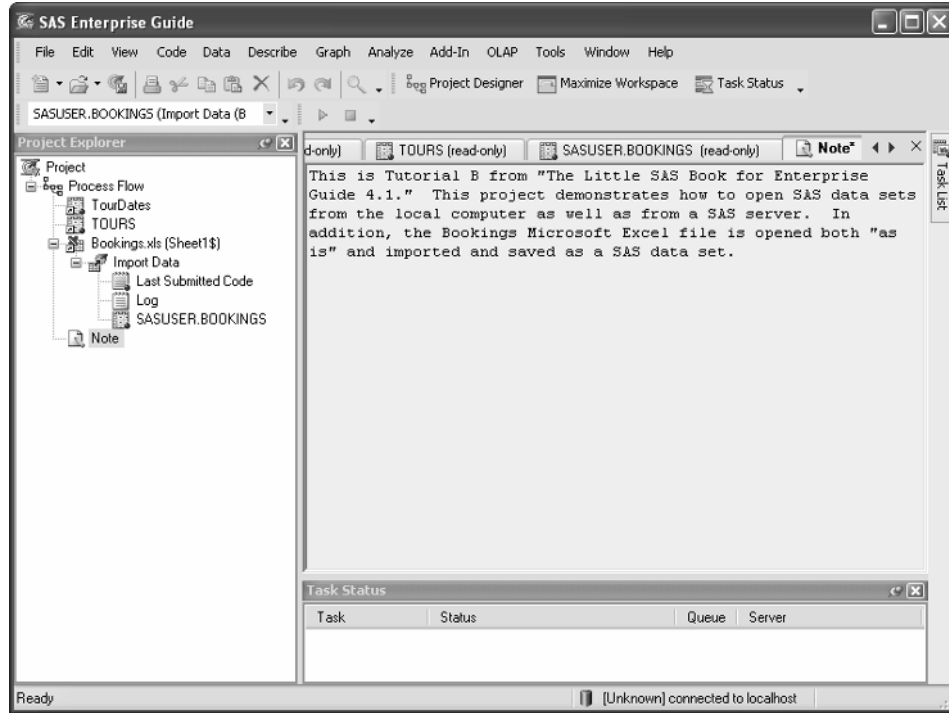 SAS Enterprise Guide
File Edit View Code Data Describe Graph Analyze Add-In OLAP Tools Window Help
Project Designer Maximize Workspace Task Status
SASUSER.BOOKINGS (Import Data (B
Project Explorer
Project
Process Flow
TourDates
TOURS
Bookings.xls (Sheet1$)
Import Data
Last Submitted Code
Log
SASUSER.BOOKINGS
Note
d-only) TOURS (read-only) SASUSER.BOOKINGS (read-only) Note*
This is Tutorial B from "The Little SAS Book for Enterprise
Guide 4.1." This project demonstrates how to open SAS data sets
from the local computer as well as from a SAS server. In
addition, the Bookings Microsoft Excel file is opened both "as
is" and imported and saved as a SAS data set.
Task List
Task Status
Task Status Queue Server
Ready
[Unknown] connected to localhost